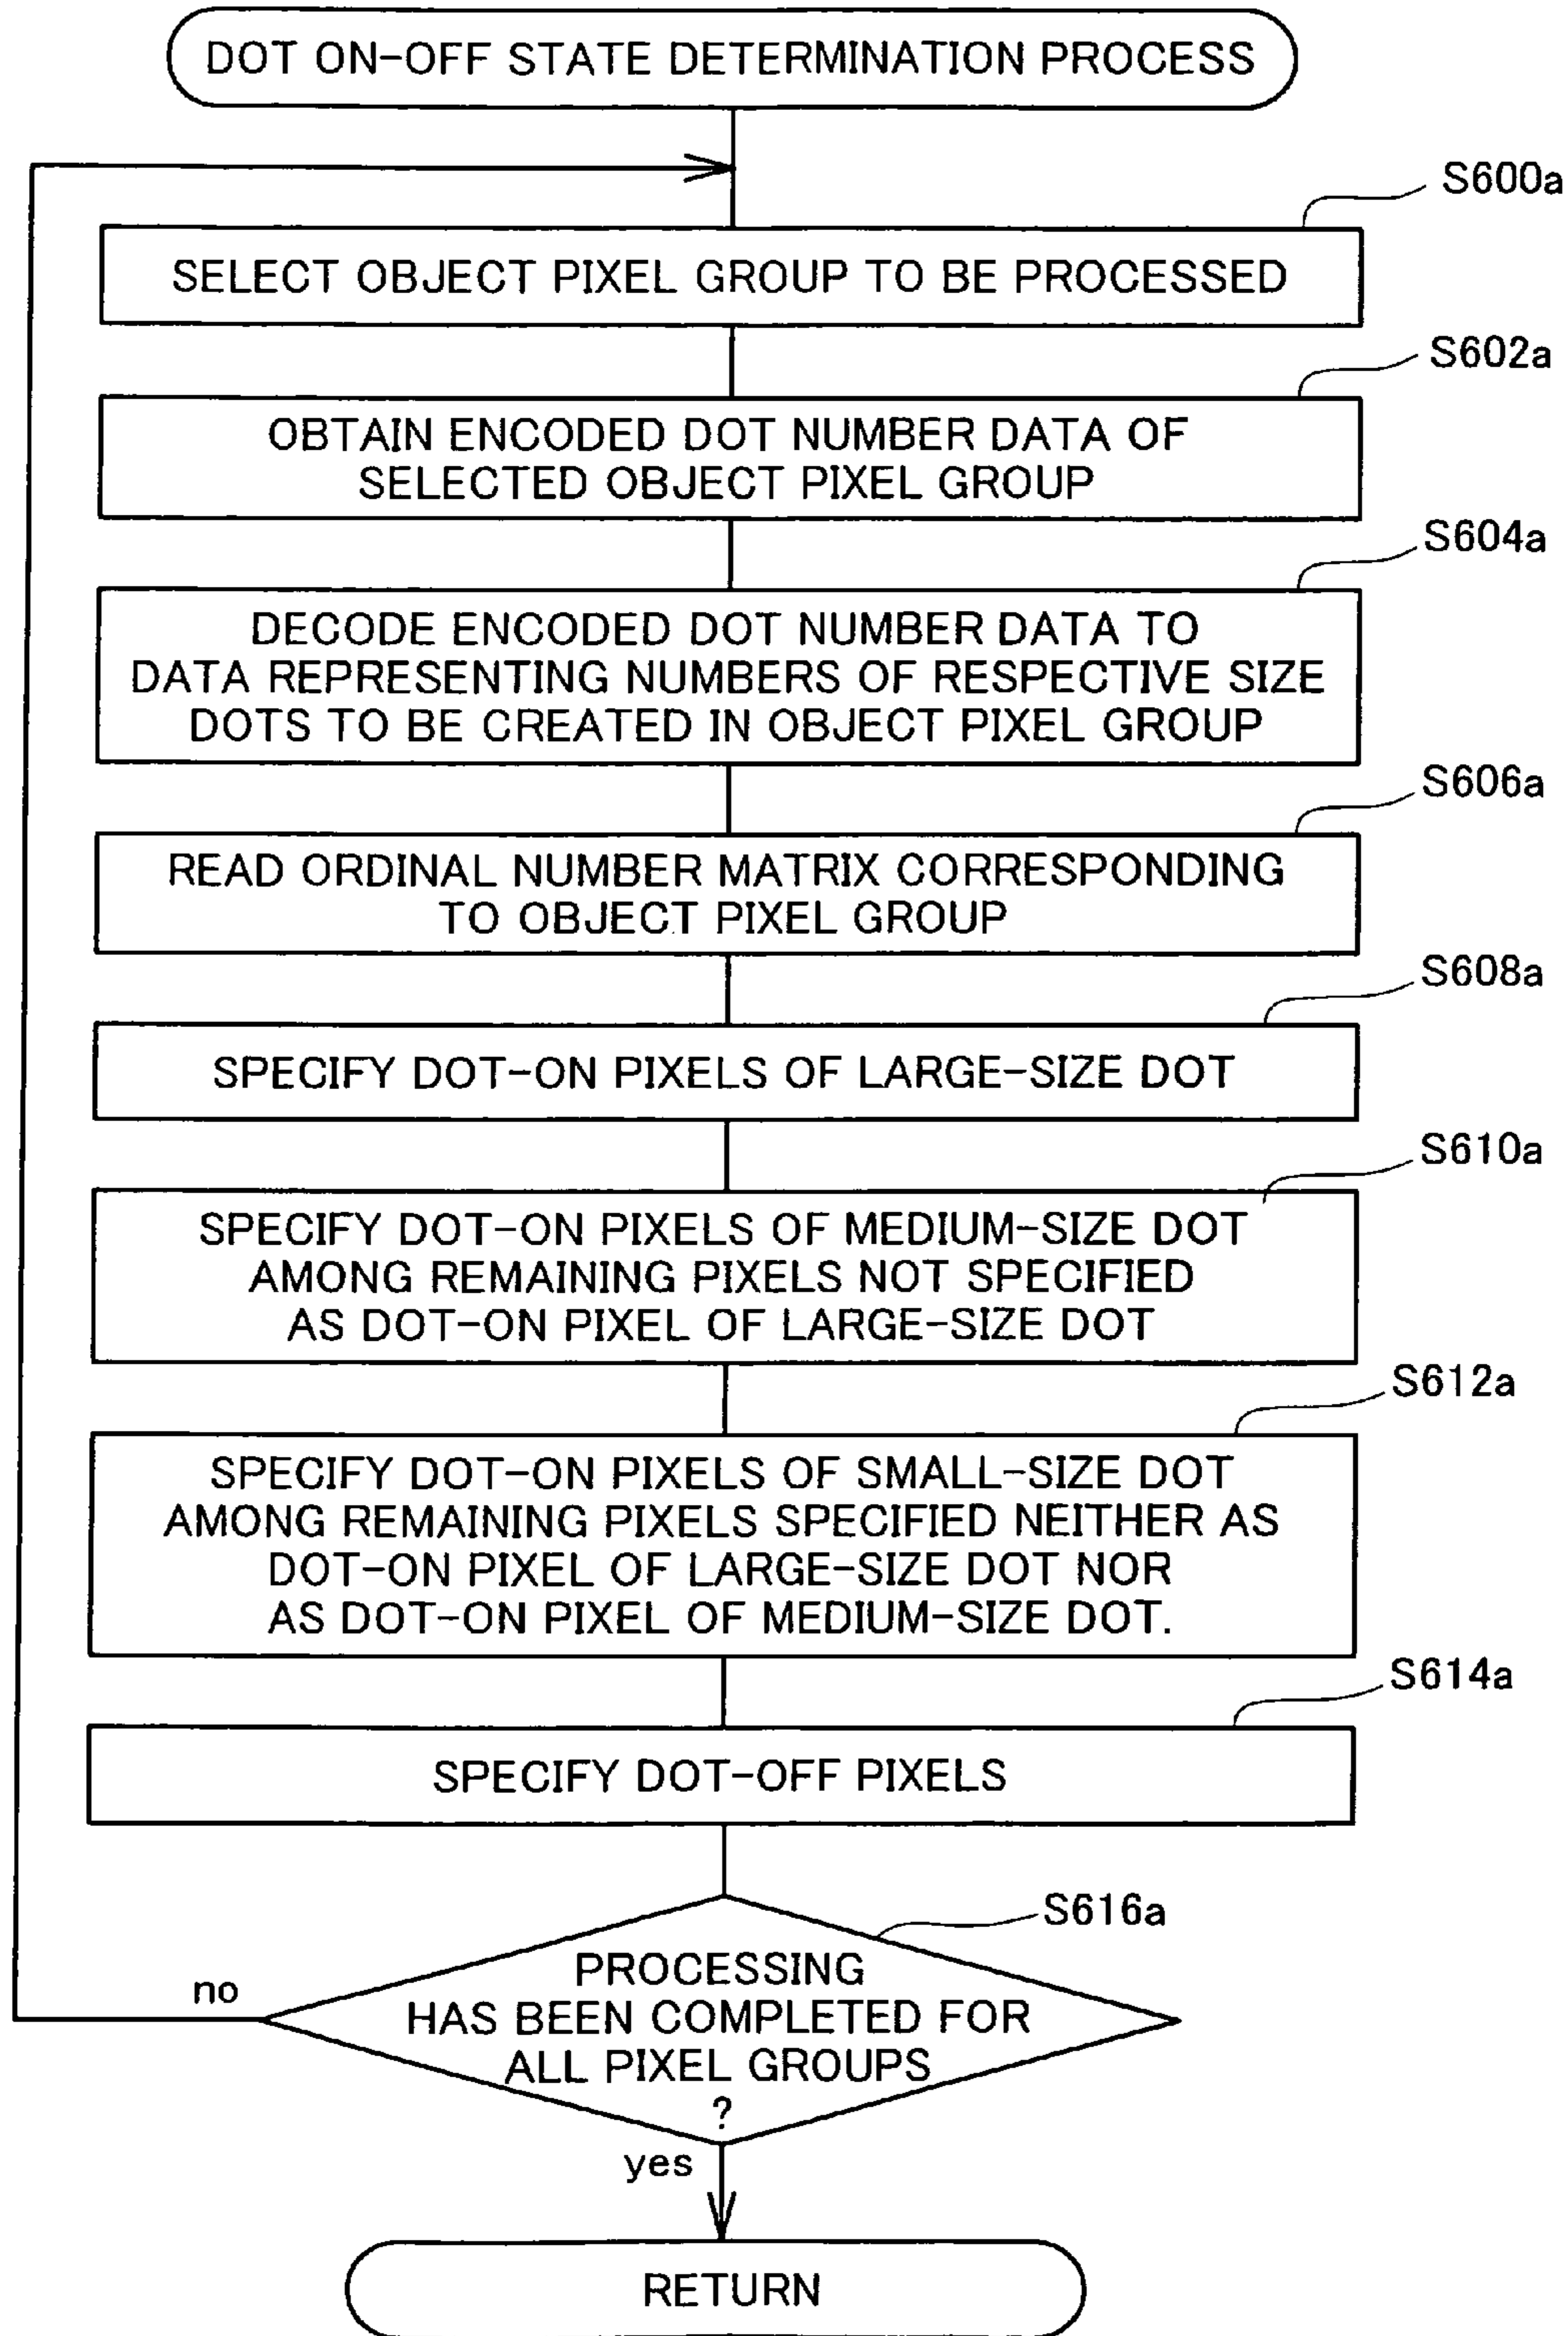 DOT ON-OFF STATE DETERMINATION PROCESS
S600a
SELECT OBJECT PIXEL GROUP TO BE PROCESSED
S602a
OBTAIN ENCODED DOT NUMBER DATA OF
SELECTED OBJECT PIXEL GROUP
S604a
DECODE ENCODED DOT NUMBER DATA TO
DATA REPRESENTING NUMBERS OF RESPECTIVE SIZE
DOTS TO BE CREATED IN OBJECT PIXEL GROUP
S606a
READ ORDINAL NUMBER MATRIX CORRESPONDING
TO OBJECT PIXEL GROUP
S608a
SPECIFY DOT-ON PIXELS OF LARGE-SIZE DOT
S610a
SPECIFY DOT-ON PIXELS OF MEDIUM-SIZE DOT
AMONG REMAINING PIXELS NOT SPECIFIED
AS DOT-ON PIXEL OF LARGE-SIZE DOT
S612a
SPECIFY DOT-ON PIXELS OF SMALL-SIZE DOT
AMONG REMAINING PIXELS SPECIFIED NEITHER AS
DOT-ON PIXEL OF LARGE-SIZE DOT NOR
AS DOT-ON PIXEL OF MEDIUM-SIZE DOT.
S614a
SPECIFY DOT-OFF PIXELS
S616a
PROCESSING
HAS BEEN COMPLETED FOR
ALL PIXEL GROUPS
?
no
yes
RETURN